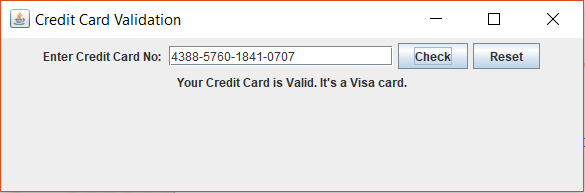 Credit Card Validation
Enter Credit Card No: 4388-5760-1841-0707 Check Reset
Your Credit Card is Valid. It's a Visa card.